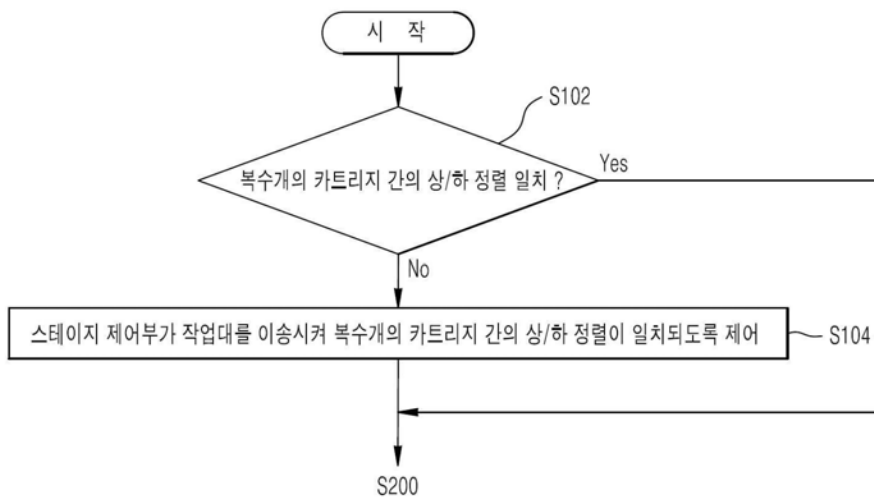 시 작
S102
복수개의 카트리지 간의 상/하 정렬 일치 ?
Yes
No
스테이지 제어부가 작업대를 이송시켜 복수개의 카트리지 간의 상/하 정렬이 일치되도록 제어
S104
S200